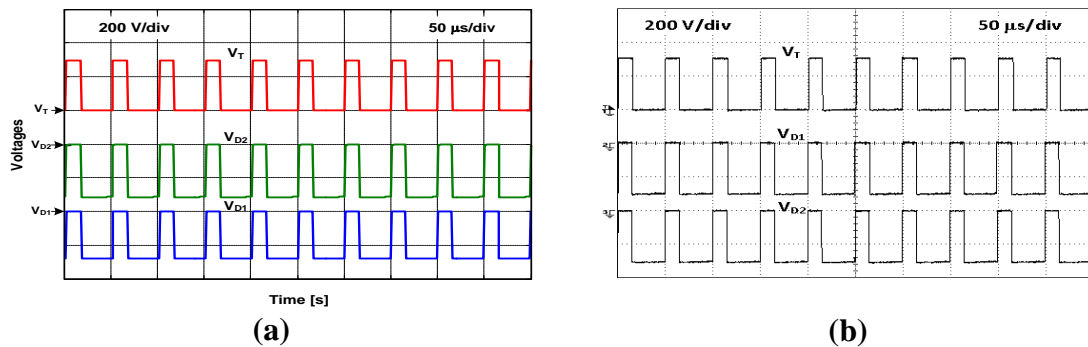 200 V/div 50 μs/div
V_T
V_T
V_D2
V_D2
V_D1
V_D1
Voltages
Time [s]
(a)
200 V/div 50 μs/div
V_T
V_D1
V_D2
(b)